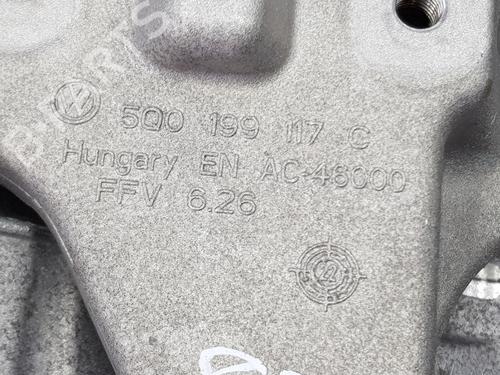 5Q0 199 117 C
Hungary EN AC-46000
FFV 6.26